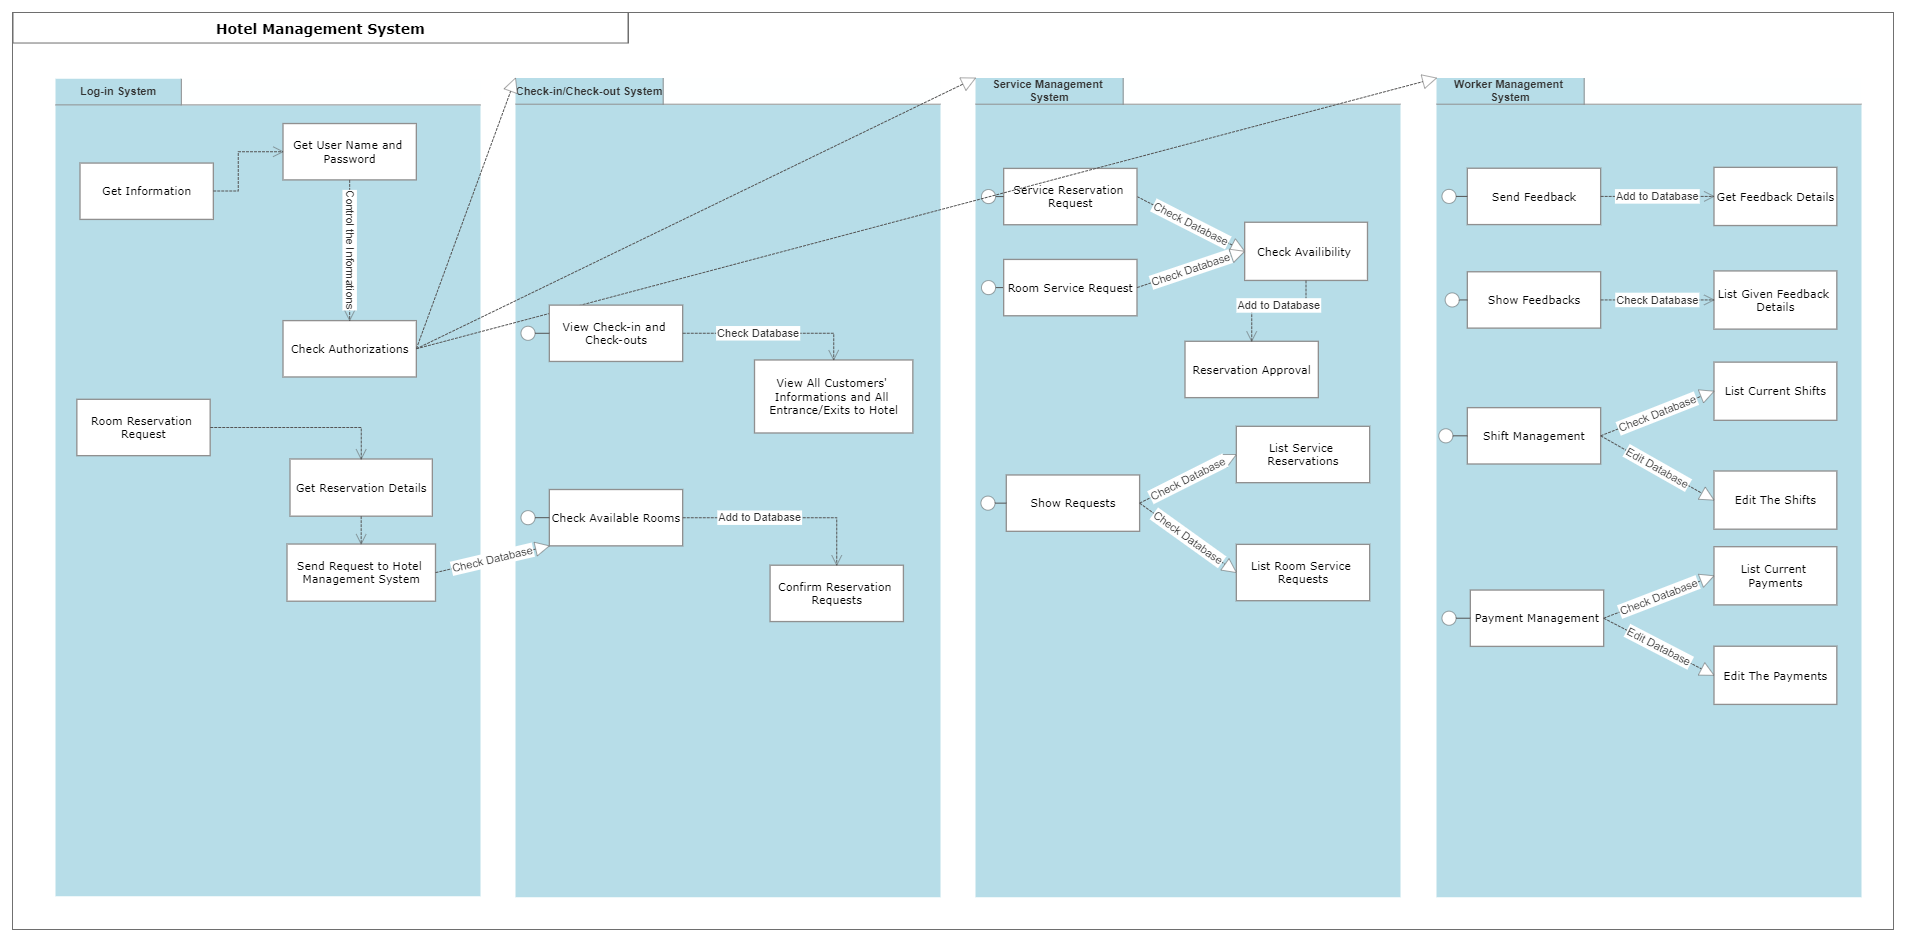 Hotel Management System
Log-in System
Get Information
Get User Name and
Password
Control the Informations
Check Authorizations
Room Reservation
Request
Get Reservation Details
Send Request to Hotel
Management System
Check Database
Check-in/Check-out System
View Check-in and
Check-outs
Check Database
View All Customers'
Informations and All
Entrance/Exits to Hotel
Check Available Rooms
Add to Database
Confirm Reservation
Requests
Service Management
System
Service Reservation
Request
Check Database
Room Service Request
Check Database
Check Availibility
Add to Database
Reservation Approval
Show Requests
Check Database
List Service
Reservations
Check Database
List Room Service
Requests
Worker Management
System
Send Feedback
Add to Database
Get Feedback Details
Show Feedbacks
Check Database
List Given Feedback
Details
Shift Management
Check Database
List Current Shifts
Edit Database
Edit The Shifts
Payment Management
Check Database
List Current
Payments
Edit Database
Edit The Payments